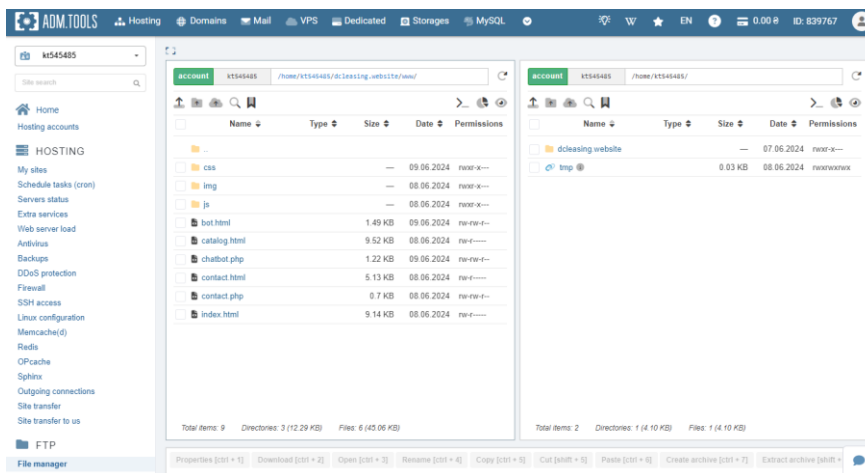 ADM.TOOLS Hosting Domains Mail VPS Dedicated Storages MySQL W EN ? 0.00 ₴ ID: 839767
kt545485
Site search
Home
Hosting accounts
HOSTING
My sites
Schedule tasks (cron)
Servers status
Extra services
Web server load
Antivirus
Backups
DDoS protection
Firewall
SSH access
Linux configuration
Memcache(d)
Redis
OPcache
Sphinx
Outgoing connections
Site transfer
Site transfer to us
FTP
File manager
account kt545485 /home/kt545485/dcleasing.website/www/
Name Type Size Date Permissions
..
css — 09.06.2024 rwxr-x---
img — 08.06.2024 rwxr-x---
js — 08.06.2024 rwxr-x---
bot.html 1.49 KB 09.06.2024 rw-rw-r--
catalog.html 9.52 KB 08.06.2024 rw-r-----
chatbot.php 1.22 KB 09.06.2024 rw-rw-r--
contact.html 5.13 KB 08.06.2024 rw-r-----
contact.php 0.7 KB 08.06.2024 rw-rw-r--
index.html 9.14 KB 08.06.2024 rw-r-----
Total items: 9 Directories: 3 (12.29 KB) Files: 6 (45.06 KB)
account kt545485 /home/kt545485/
Name Type Size Date Permissions
dcleasing.website — 07.06.2024 rwxr-x---
tmp 0.03 KB 08.06.2024 rwxrwxrwx
Total items: 2 Directories: 1 (4.10 KB) Files: 1 (4.10 KB)
Properties [ctrl + 1] Download [ctrl + 2] Open [ctrl + 3] Rename [ctrl + 4] Copy [ctrl + 5] Cut [shift + 5] Paste [ctrl + 6] Create archive [ctrl + 7] Extract archive [shift +